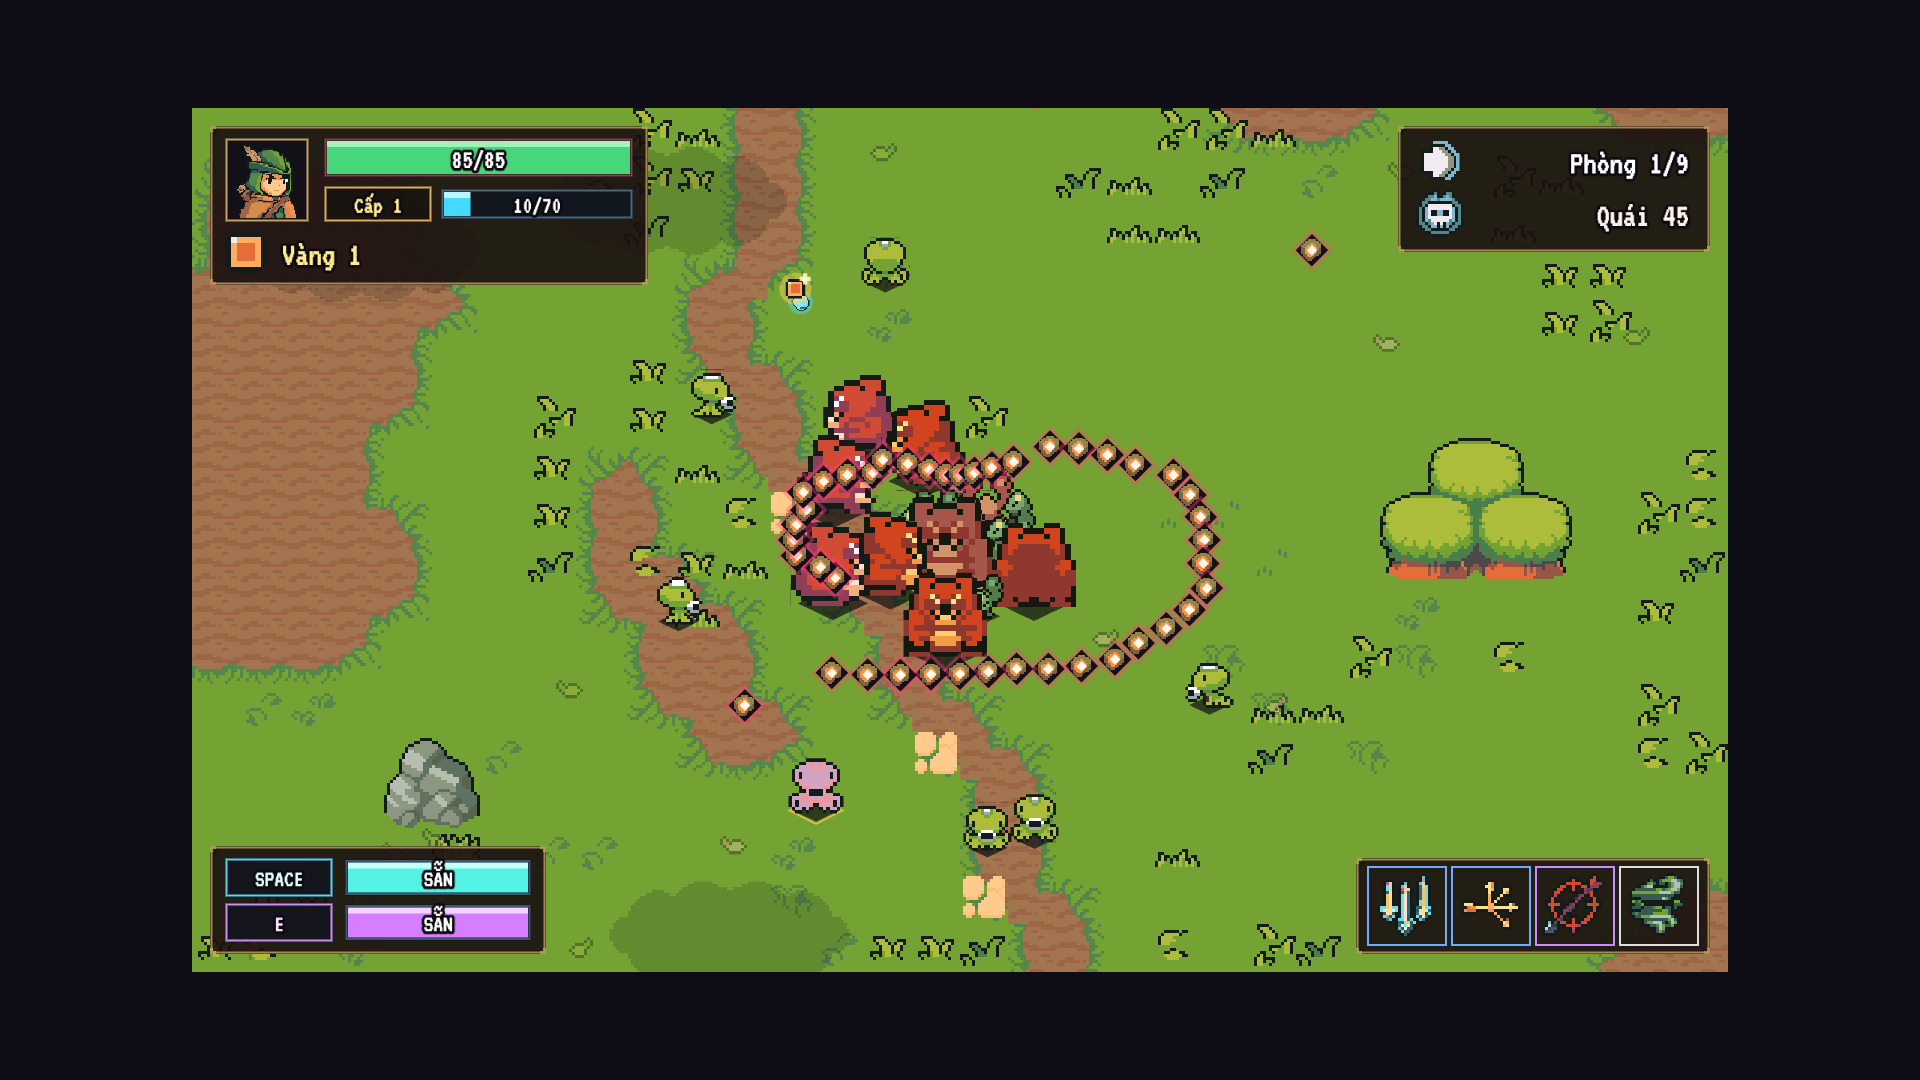 85/85
Cấp 1
10/70
Vàng 1
Phòng 1/9
Quái 45
SPACE
SẴN
E
SẴN